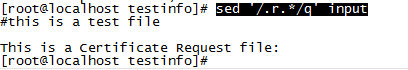 [root@localhost testinfo]# sed '/.r.*/q' input
#this is a test file

This is a Certificate Request file:
[root@localhost testinfo]#